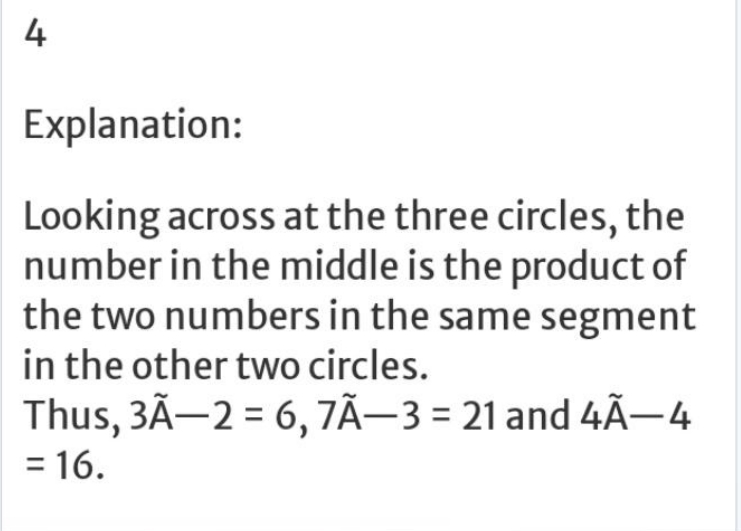 4
Explanation:
Looking across at the three circles, the
number in the middle is the product of
the two numbers in the same segment
in the other two circles.
Thus, 3Ã—2 = 6, 7Ã—3 = 21 and 4Ã—4
= 16.